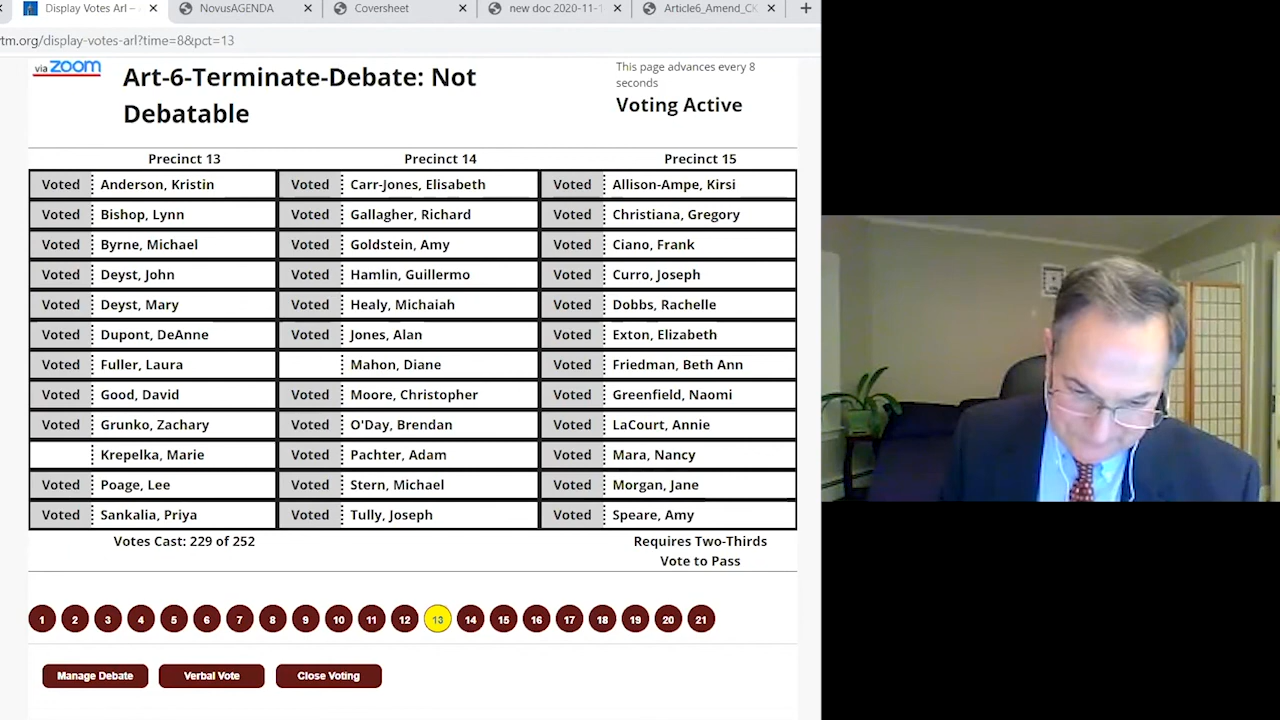 Display Votes Arl –
NovusAGENDA
Coversheet
new doc 2020-11-1
Article6_Amend_CK
tm.org/display-votes-arl?time=8&pct=13
via zoom
Art-6-Terminate-Debate: Not
Debatable
This page advances every 8
seconds
Voting Active
Precinct 13 Precinct 14 Precinct 15
Voted Anderson, Kristin Voted Carr-Jones, Elisabeth Voted Allison-Ampe, Kirsi
Voted Bishop, Lynn Voted Gallagher, Richard Voted Christiana, Gregory
Voted Byrne, Michael Voted Goldstein, Amy Voted Ciano, Frank
Voted Deyst, John Voted Hamlin, Guillermo Voted Curro, Joseph
Voted Deyst, Mary Voted Healy, Michaiah Voted Dobbs, Rachelle
Voted Dupont, DeAnne Voted Jones, Alan Voted Exton, Elizabeth
Voted Fuller, Laura Mahon, Diane Voted Friedman, Beth Ann
Voted Good, David Voted Moore, Christopher Voted Greenfield, Naomi
Voted Grunko, Zachary Voted O'Day, Brendan Voted LaCourt, Annie
Krepelka, Marie Voted Pachter, Adam Voted Mara, Nancy
Voted Poage, Lee Voted Stern, Michael Voted Morgan, Jane
Voted Sankalia, Priya Voted Tully, Joseph Voted Speare, Amy
Votes Cast: 229 of 252
Requires Two-Thirds
Vote to Pass
1 2 3 4 5 6 7 8 9 10 11 12 13 14 15 16 17 18 19 20 21
Manage Debate Verbal Vote Close Voting